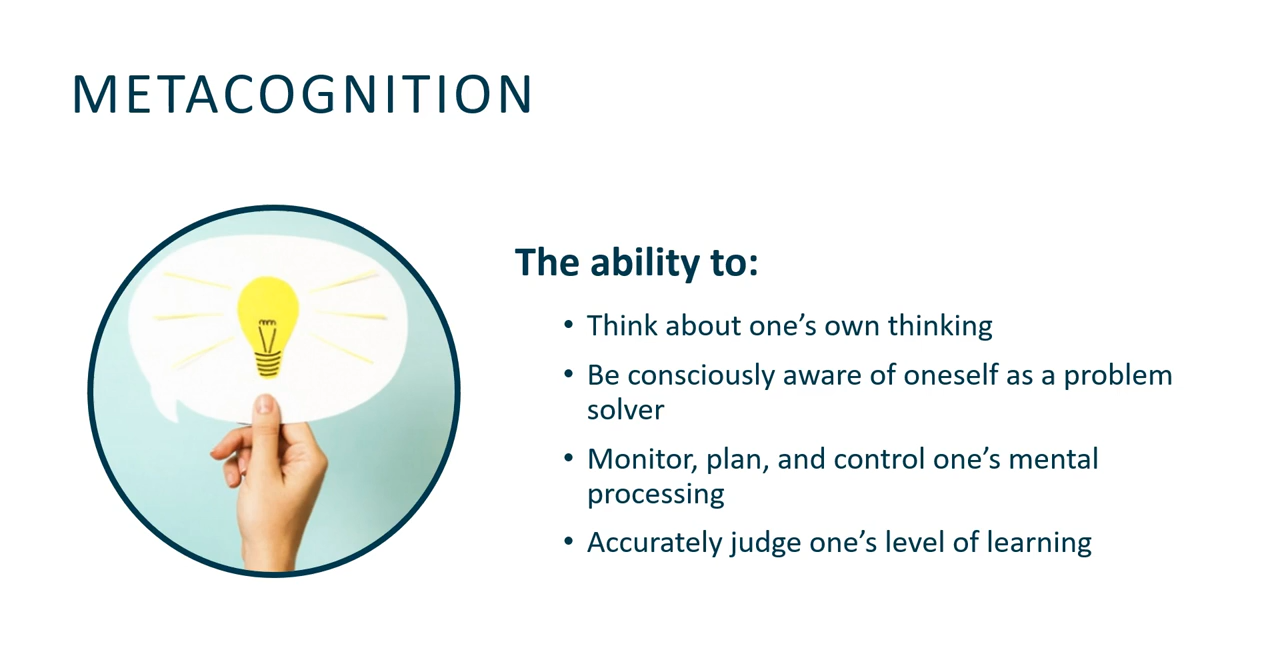 METACOGNITION
The ability to:
• Think about one’s own thinking
• Be consciously aware of oneself as a problem
solver
• Monitor, plan, and control one’s mental
processing
• Accurately judge one’s level of learning